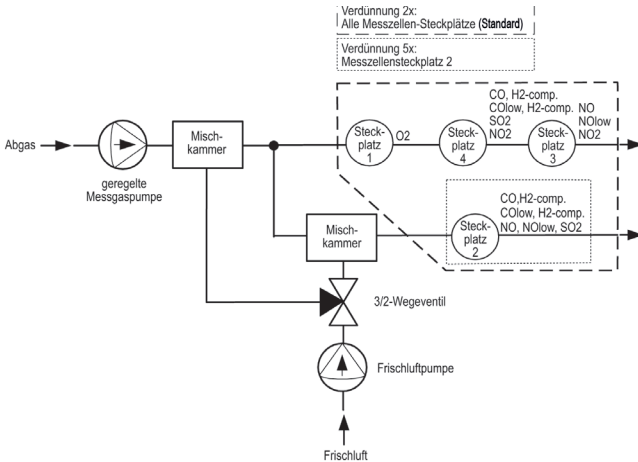 Verdünnung 2x:
Alle Messzellen-Steckplätze (Standard)
Verdünnung 5x:
Messzellensteckplatz 2
Abgas
geregelte
Messgaspumpe
Misch-
kammer
Steck-
platz
1
O2
Steck-
platz
4
CO, H2-comp.
COlow, H2-comp.
SO2
NO2
Steck-
platz
3
NO
NOlow
NO2
Misch-
kammer
Steck-
platz
2
CO,H2-comp.
COlow, H2-comp.
NO, NOlow, SO2
3/2-Wegeventil
Frischluftpumpe
Frischluft